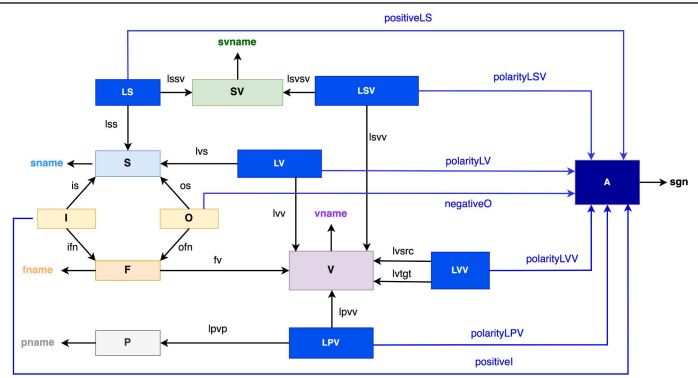 positiveLS
svname
lssv
lsvsv
polarityLSV
LS
SV
LSV
lss
lsvv
sname
S
lvs
LV
polarityLV
A
sgn
is
os
negativeO
I
O
lvv
vname
ifn
ofn
lvsrc
polarityLVV
fname
F
fv
V
lvtgt
LVV
lpvv
pname
P
lpvp
LPV
polarityLPV
positiveI